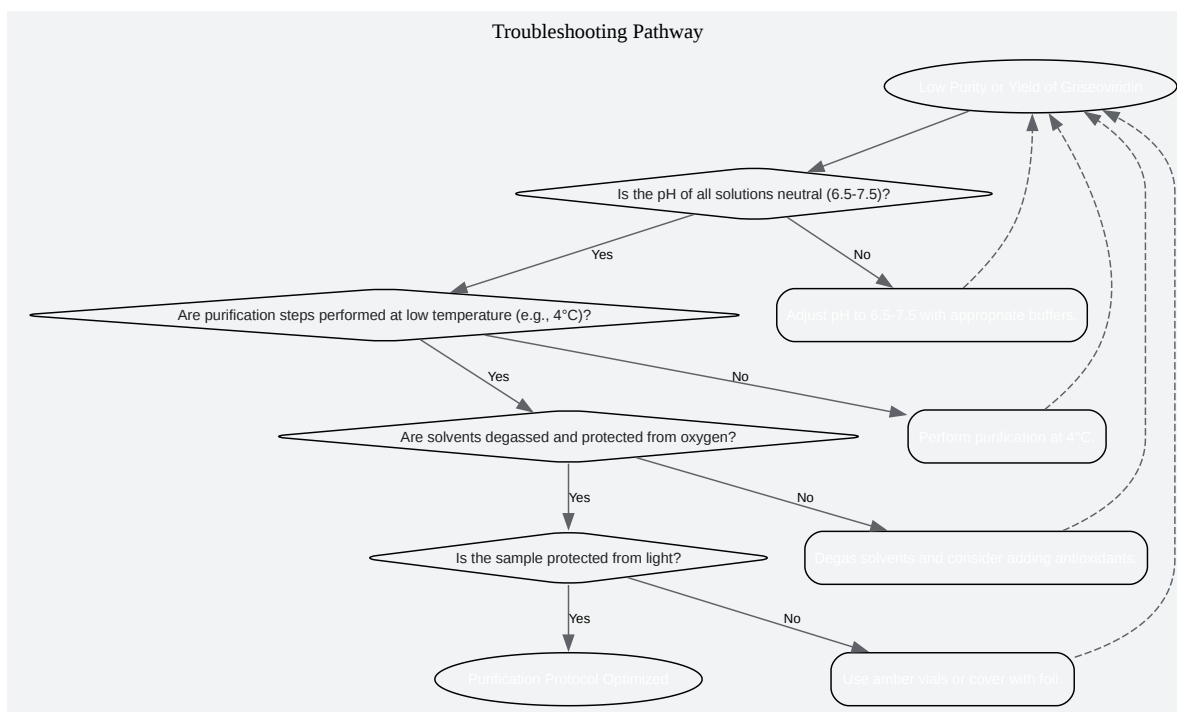 Troubleshooting Pathway
Low Purity or Yield of Griseoviridin
Is the pH of all solutions neutral (6.5-7.5)?
Yes
No
Are purification steps performed at low temperature (e.g., 4°C)?
Adjust pH to 6.5-7.5 with appropriate buffers.
Yes
No
Are solvents degassed and protected from oxygen?
Perform purification at 4°C.
Yes
No
Is the sample protected from light?
Degas solvents and consider adding antioxidants.
Yes
No
Purification Protocol Optimized
Use amber vials or cover with foil.